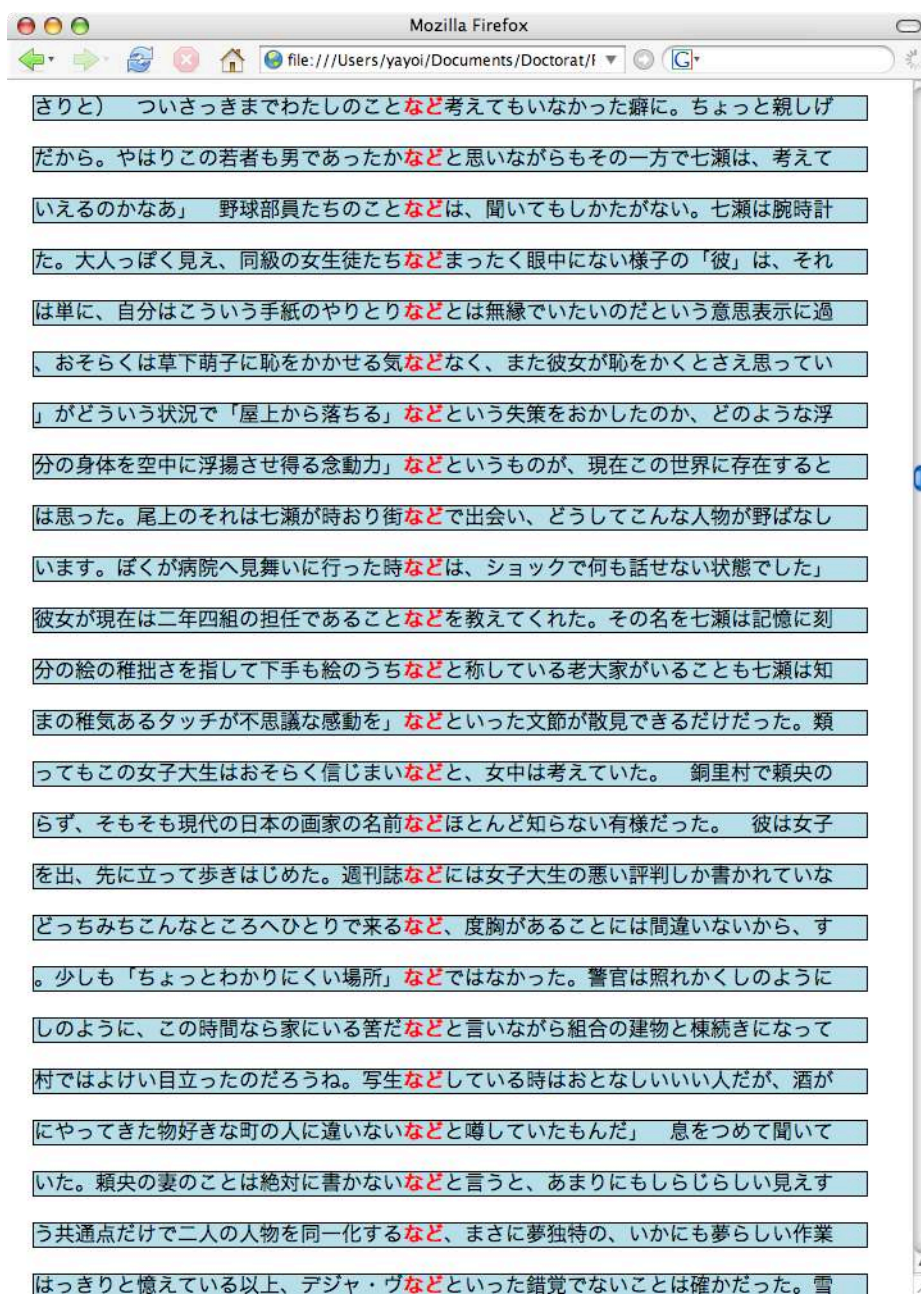 Mozilla Firefox
file:///Users/yayoi/Documents/Doctorat/F
G
さりと）　ついさっきまでわたしのことなど考えてもいなかった癖に。ちょっと親しげ
だから。やはりこの若者も男であったかなどと思いながらもその一方で七瀬は、考えて
いえるのかなあ」　野球部員たちのことなどは、聞いてもしかたがない。七瀬は腕時計
た。大人っぽく見え、同級の女生徒たちなどまったく眼中にない様子の「彼」は、それ
は単に、自分はこういう手紙のやりとりなどとは無縁でいたいのだという意思表示に過
、おそらくは草下萌子に恥をかかせる気などなく、また彼女が恥をかくとさえ思ってい
」がどういう状況で「屋上から落ちる」などという失策をおかしたのか、どのような浮
分の身体を空中に浮揚させ得る念動力」などというものが、現在この世界に存在すると
は思った。尾上のそれは七瀬が時おり街などで出会い、どうしてこんな人物が野ばなし
います。ぼくが病院へ見舞いに行った時などは、ショックで何も話せない状態でした」
彼女が現在は二年四組の担任であることなどを教えてくれた。その名を七瀬は記憶に刻
分の絵の稚拙さを指して下手も絵のうちなどと称している老大家がいることも七瀬は知
まの稚気あるタッチが不思議な感動を」などといった文節が散見できるだけだった。類
ってもこの女子大生はおそらく信じまいなどと、女中は考えていた。　銅里村で頼央の
らず、そもそも現代の日本の画家の名前などほとんど知らない有様だった。　彼は女子
を出、先に立って歩きはじめた。週刊誌などには女子大生の悪い評判しか書かれていな
どっちみちこんなところへひとりで来るなど、度胸があることには間違いないから、す
。少しも「ちょっとわかりにくい場所」などではなかった。警官は照れかくしのように
しのように、この時間なら家にいる筈だなどと言いながら組合の建物と棟続きになって
村ではよけい目立ったのだろうね。写生などしている時はおとなしいいい人だが、酒が
にやってきた物好きな町の人に違いないなどと噂していたもんだ」　息をつめて聞いて
いた。頼央の妻のことは絶対に書かないなどと言うと、あまりにもしらじらしい見えす
う共通点だけで二人の人物を同一化するなど、まさに夢独特の、いかにも夢らしい作業
はっきりと憶えている以上、デジャ・ヴなどといった錯覚でないことは確かだった。雪